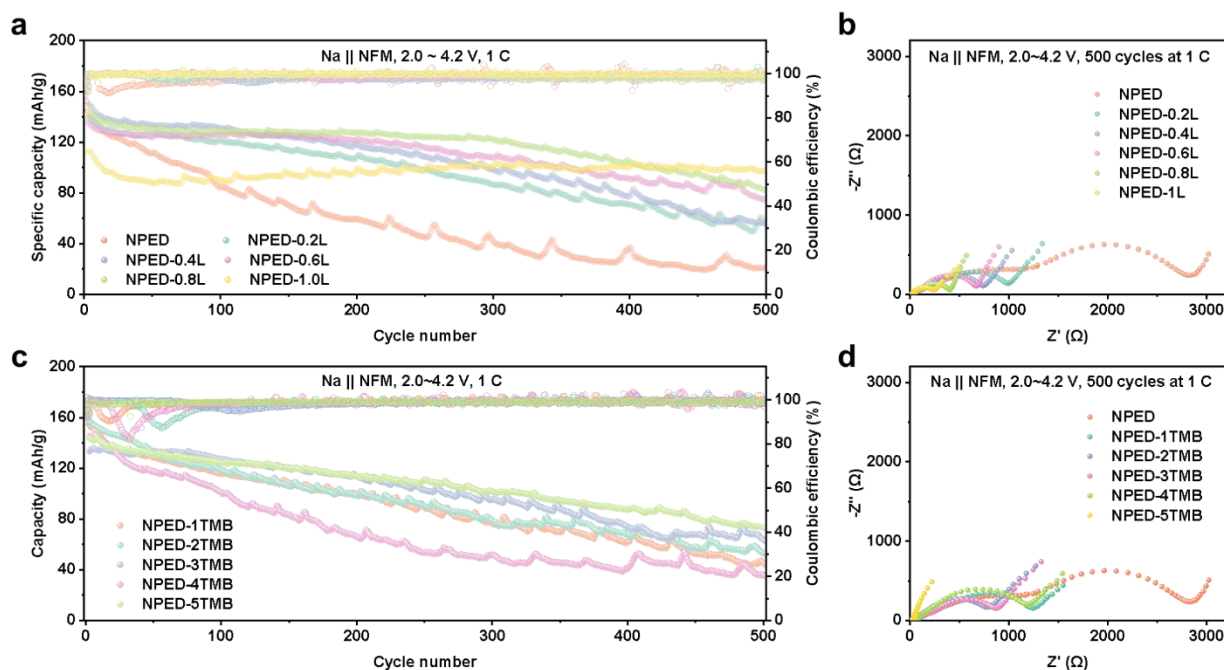 a
Na || NFM, 2.0 ~ 4.2 V, 1 C
200
160
120
80
40
0
Specific capacity (mAh/g)
100
80
60
40
20
0
Coulombic efficiency (%)
NPED
NPED-0.2L
NPED-0.4L
NPED-0.6L
NPED-0.8L
NPED-1.0L
0
100
200
300
400
500
Cycle number
b
Na || NFM, 2.0~4.2 V, 500 cycles at 1 C
3000
2000
1000
0
-Z'' (Ω)
NPED
NPED-0.2L
NPED-0.4L
NPED-0.6L
NPED-0.8L
NPED-1L
0
1000
2000
3000
Z' (Ω)
c
Na || NFM, 2.0~4.2 V, 1 C
200
160
120
80
40
0
Capacity (mAh/g)
100
80
60
40
20
0
Coulombic efficiency (%)
NPED-1TMB
NPED-2TMB
NPED-3TMB
NPED-4TMB
NPED-5TMB
0
100
200
300
400
500
Cycle number
d
Na || NFM, 2.0~4.2 V, 500 cycles at 1 C
3000
2000
1000
0
-Z'' (Ω)
NPED
NPED-1TMB
NPED-2TMB
NPED-3TMB
NPED-4TMB
NPED-5TMB
0
1000
2000
3000
Z' (Ω)